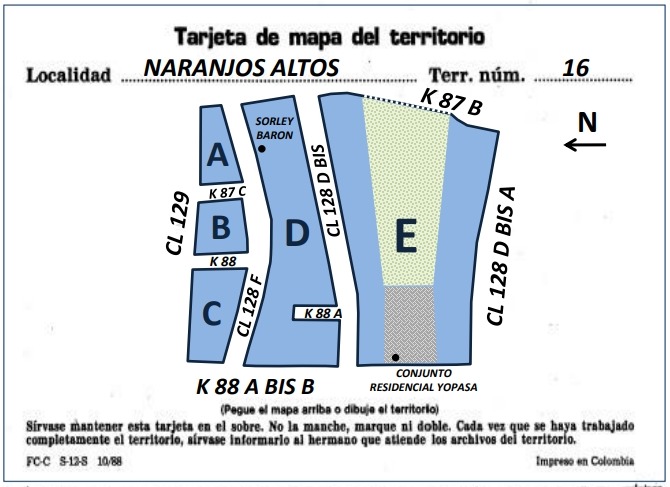 Tarjeta de mapa del territorio
Localidad NARANJOS ALTOS Terr. núm. 16
K 87 B
N
SORLEY
BARON
A
K 87 C
CL 129
B
K 88
C
CL 128 F
D
CL 128 D BIS
K 88 A
E
CL 128 D BIS A
K 88 A BIS B
CONJUNTO
RESIDENCIAL YOPASA
(Pegue el mapa arriba o dibuje el territorio)
Sírvase mantener esta tarjeta en el sobre. No la manche, marque ni doble. Cada vez que se haya trabajado
completamente el territorio, sírvase informarlo al hermano que atiende los archivos del territorio.
FC-C S-12-S 10/88 Impreso en Colombia